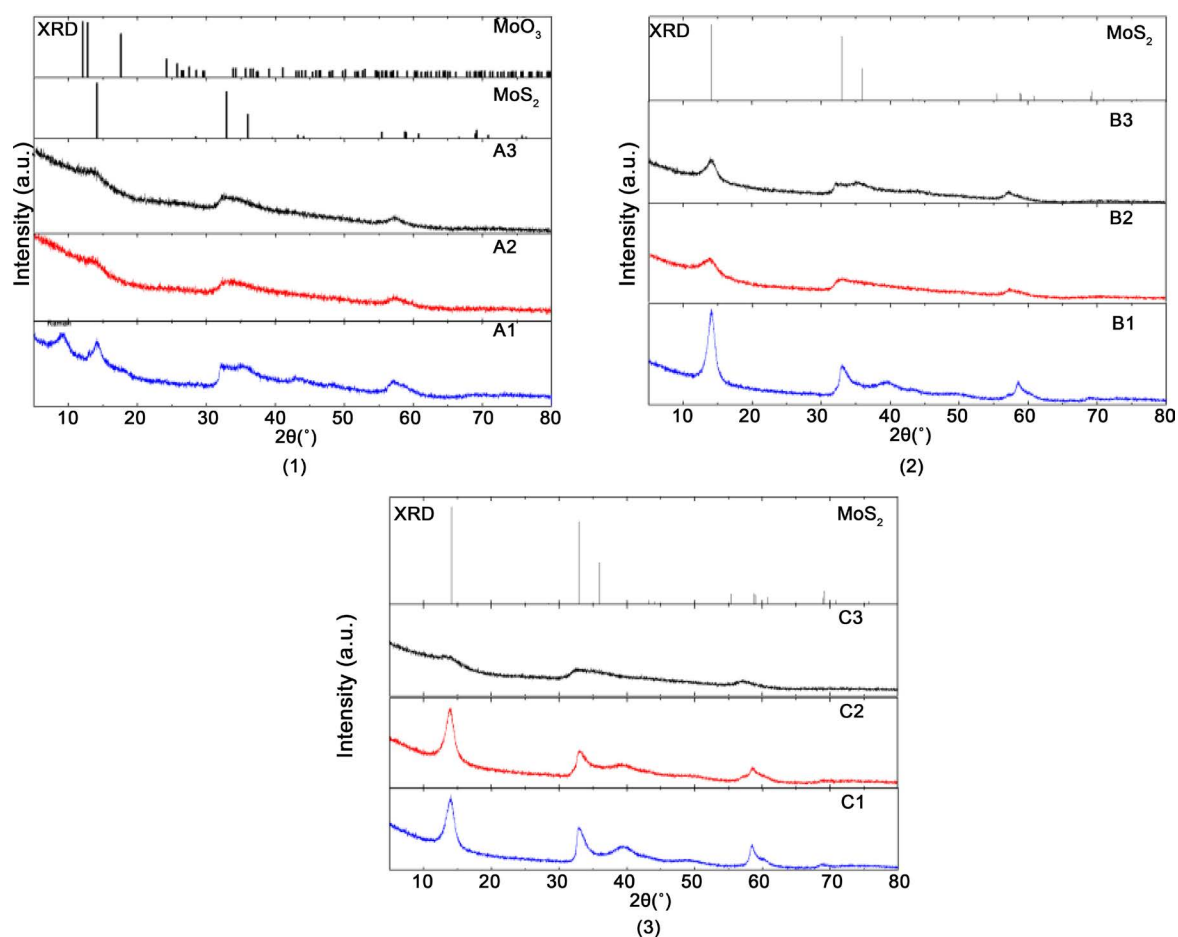 XRD
MoO₃
MoS₂
A3
A2
A1
Intensity (a.u.)
10 20 30 40 50 60 70 80
2θ(°)
(1)
XRD
MoS₂
B3
B2
B1
Intensity (a.u.)
10 20 30 40 50 60 70 80
2θ(°)
(2)
XRD
MoS₂
C3
C2
C1
Intensity (a.u.)
10 20 30 40 50 60 70 80
2θ(°)
(3)